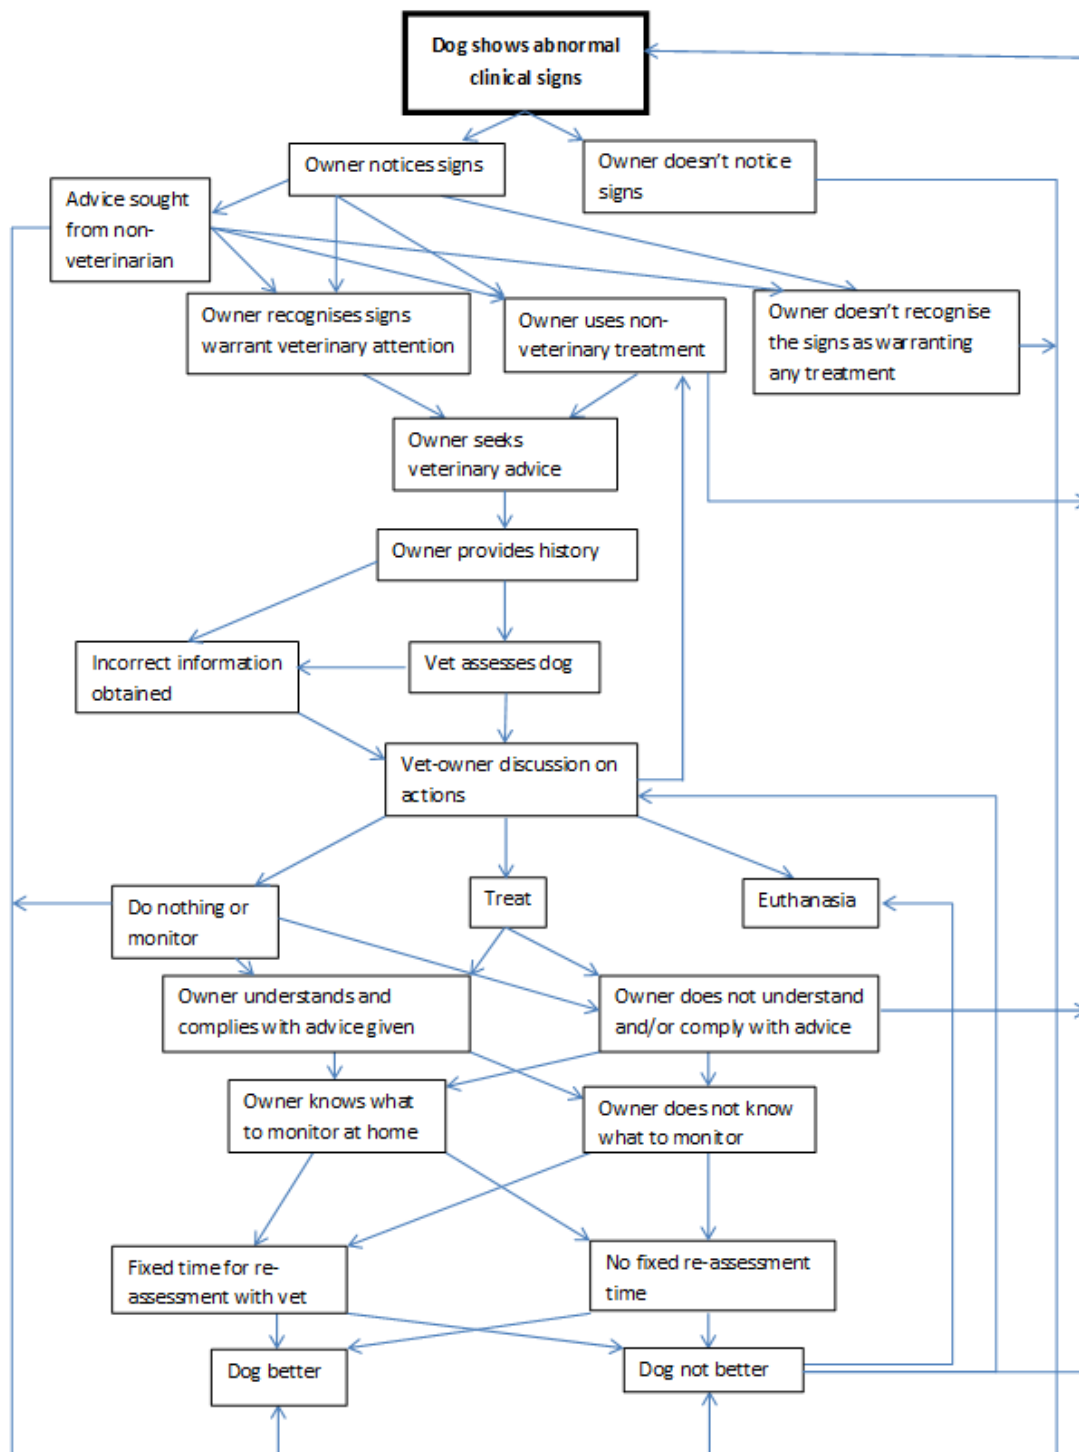 Dog shows abnormal
clinical signs
Owner notices signs
Owner doesn't notice
signs
Advice sought
from non-
veterinarian
Owner recognises signs
warrant veterinary attention
Owner uses non-
veterinary treatment
Owner doesn't recognise
the signs as warranting
any treatment
Owner seeks
veterinary advice
Owner provides history
Incorrect information
obtained
Vet assesses dog
Vet-owner discussion on
actions
Do nothing or
monitor
Treat
Euthanasia
Owner understands and
complies with advice given
Owner does not understand
and/or comply with advice
Owner knows what
to monitor at home
Owner does not know
what to monitor
Fixed time for re-
assessment with vet
No fixed re-assessment
time
Dog better
Dog not better